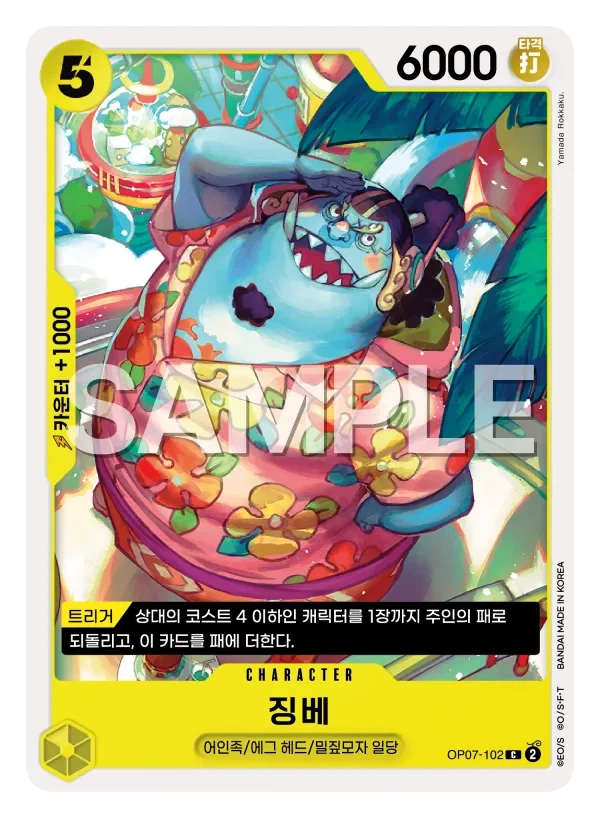 5
6000
타격
打
Yamada Rokkaku.
카운터 +1000
SAMPLE
트리거 상대의 코스트 4 이하인 캐릭터를 1장까지 주인의 패로
되돌리고, 이 카드를 패에 더한다.
CHARACTER
징베
어인족/에그 헤드/밀짚모자 일당
OP07-102 C 2
©EO/S ©O/S·F·T BANDAI MADE IN KOREA